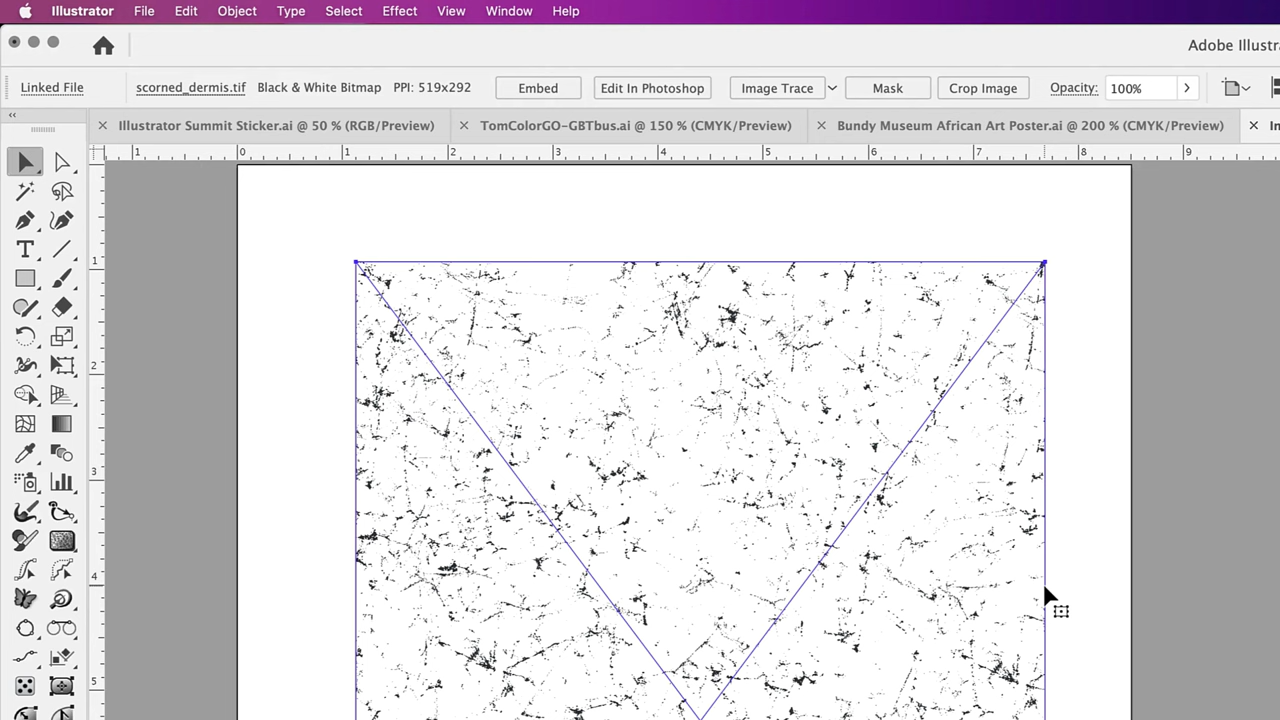 Illustrator File Edit Object Type Select Effect View Window Help
Adobe Illustra
Linked File scorned_dermis.tif Black & White Bitmap PPI: 519x292 Embed Edit In Photoshop Image Trace Mask Crop Image Opacity: 100%
Illustrator Summit Sticker.ai @ 50 % (RGB/Preview) TomColorGO-GBTbus.ai @ 150 % (CMYK/Preview) Bundy Museum African Art Poster.ai @ 200 % (CMYK/Preview) In
1 0 1 2 3 4 5 6 7 8 9
1
2
3
4
5